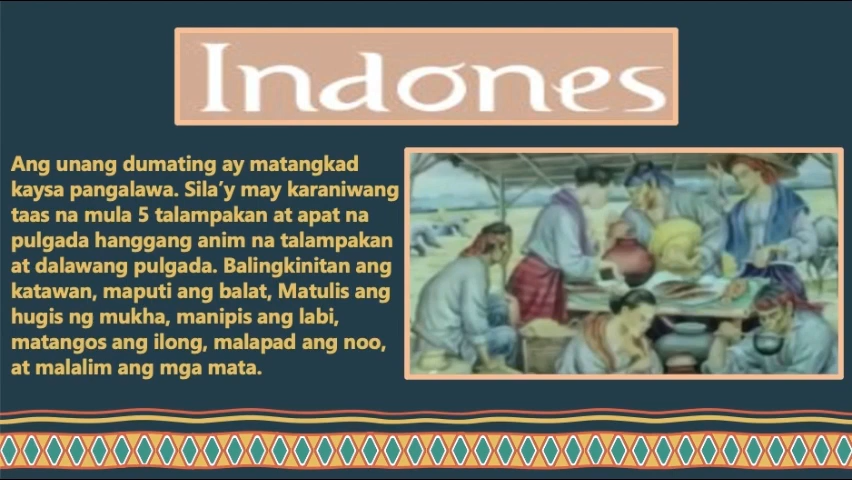 Indones
Ang unang dumating ay matangkad
kaysa pangalawa. Sila’y may karaniwang
taas na mula 5 talampakan at apat na
pulgada hanggang anim na talampakan
at dalawang pulgada. Balingkinitan ang
katawan, maputi ang balat, Matulis ang
hugis ng mukha, manipis ang labi,
matangos ang ilong, malapad ang noo,
at malalim ang mga mata.